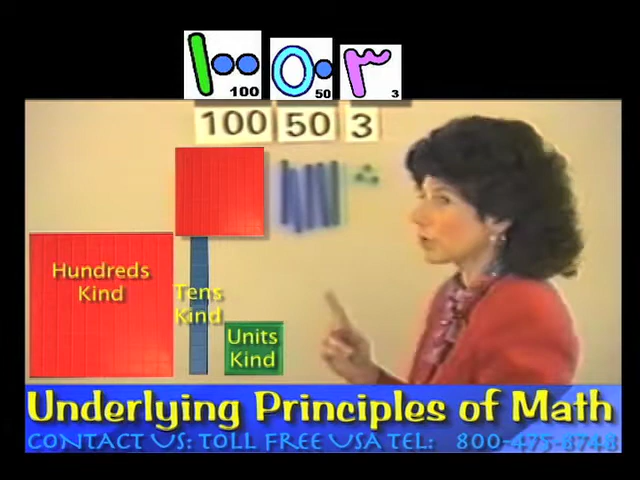 ١٠٠ ٥٠ ٣
100 50 3
100 50 3
Hundreds
Kind
Tens
Kind
Units
Kind
Underlying Principles of Math
CONTACT US: TOLL FREE USA TEL: 800-475-8748